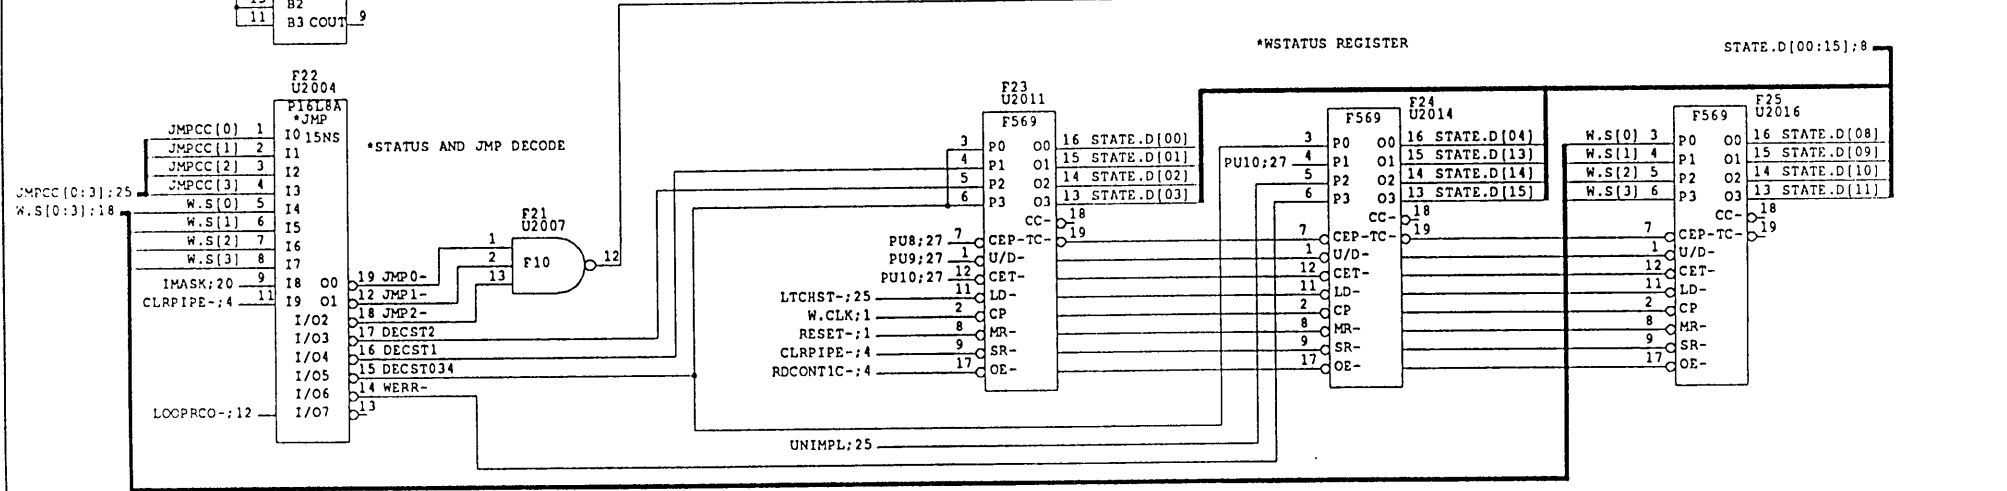 B2
11 B3 COUT 9
*WSTATUS REGISTER
STATE.D[00:15];8
F22
U2004
P16L8A
*JMP
15NS
*STATUS AND JMP DECODE
JMPCC[0] 1 I0
JMPCC[1] 2 I1
JMPCC[2] 3 I2
JMPCC[3] 4 I3
JMPCC[0:3];25
W.S[0:3];18
W.S[0] 5 I4
W.S[1] 6 I5
W.S[2] 7 I6
W.S[3] 8 I7
IMASK;20 9 I8
CLRPIPE-;4 11 I9
LOOPRCO-;12
O0 19 JMP0-
O1 12 JMP1-
I/O2 18 JMP2-
I/O3 17 DECST2
I/O4 16 DECST1
I/O5 15 DECST034
I/O6 14 WERR-
I/O7 13
F21
U2007
1
2
13
F10
12
F23
U2011
F569
3 P0 O0 16 STATE.D[00]
4 P1 O1 15 STATE.D[01]
5 P2 O2 14 STATE.D[02]
6 P3 O3 13 STATE.D[03]
CC- 18
PU8;27 7 CEP- TC- 19
PU9;27 1 U/D-
PU10;27 12 CET-
LTCHST-;25 11 LD-
W.CLK;1 2 CP
RESET-;1 8 MR-
CLRPIPE-;4 9 SR-
RDCONT1C-;4 17 OE-
UNIMPL;25
F24
U2014
F569
3 P0 O0 16 STATE.D[04]
PU10;27 4 P1 O1 15 STATE.D[13]
5 P2 O2 14 STATE.D[14]
6 P3 O3 13 STATE.D[15]
CC- 18
7 CEP- TC- 19
1 U/D-
12 CET-
11 LD-
2 CP
8 MR-
9 SR-
17 OE-
F25
U2016
F569
W.S[0] 3 P0 O0 16 STATE.D[08]
W.S[1] 4 P1 O1 15 STATE.D[09]
W.S[2] 5 P2 O2 14 STATE.D[10]
W.S[3] 6 P3 O3 13 STATE.D[11]
CC- 18
7 CEP- TC- 19
1 U/D-
12 CET-
11 LD-
2 CP
8 MR-
9 SR-
17 OE-